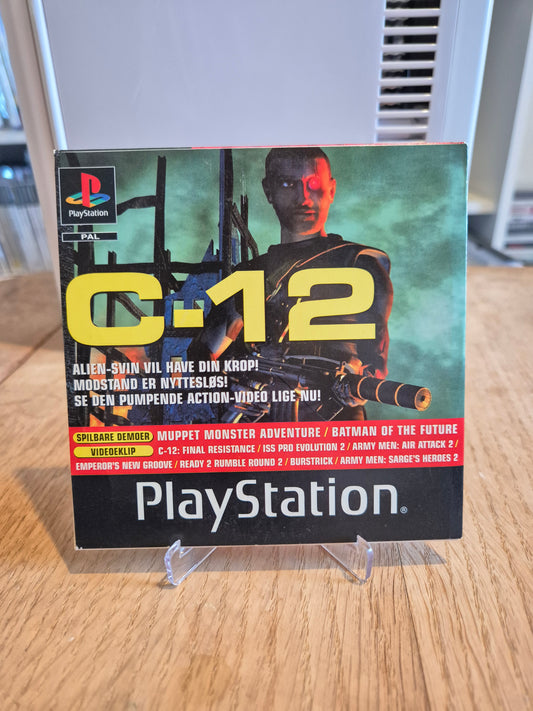 PlayStation
PAL
C-12
ALIEN-SVIN VIL HAVE DIN KROP!
MODSTAND ER NYTTESLØS!
SE DEN PUMPENDE ACTION-VIDEO LIGE NU!
SPILBARE DEMOER MUPPET MONSTER ADVENTURE / BATMAN OF THE FUTURE
VIDEOEKLIP C-12: FINAL RESISTANCE / ISS PRO EVOLUTION 2 / ARMY MEN: AIR ATTACK 2 /
EMPEROR'S NEW GROOVE / READY 2 RUMBLE ROUND 2 / BURSTRICK / ARMY MEN: SARGE'S HEROES 2
PlayStation®